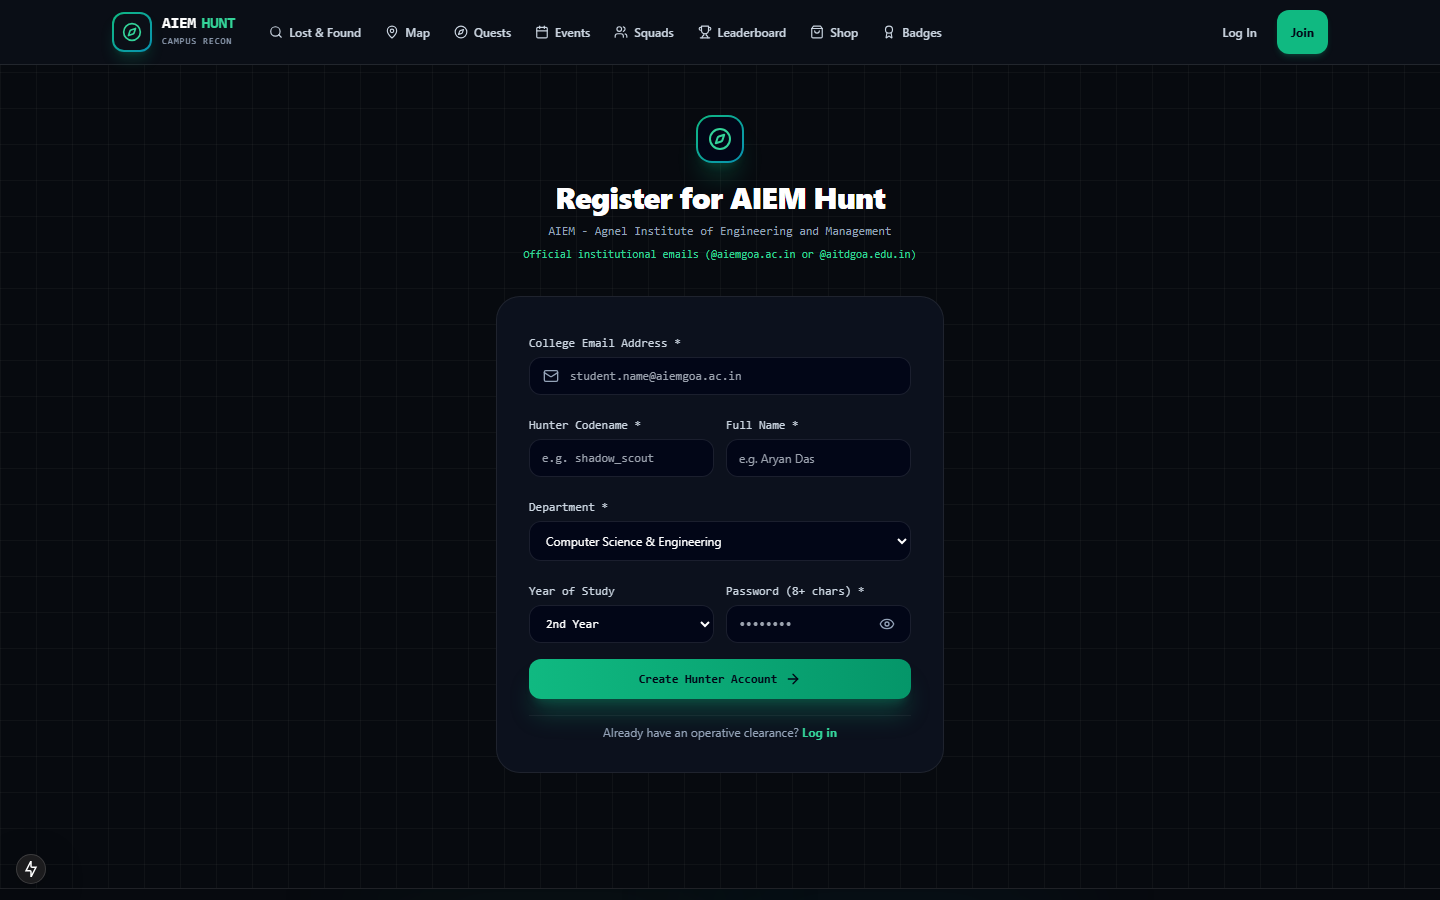 AIEM HUNT
CAMPUS RECON
Lost & Found
Map
Quests
Events
Squads
Leaderboard
Shop
Badges
Log In
Join
Register for AIEM Hunt
AIEM - Agnel Institute of Engineering and Management
Official institutional emails (@aiemgoa.ac.in or @aitdgoa.edu.in)
College Email Address *
student.name@aiemgoa.ac.in
Hunter Codename *
Full Name *
e.g. shadow_scout
e.g. Aryan Das
Department *
Computer Science & Engineering
Year of Study
Password (8+ chars) *
2nd Year
••••••••
Create Hunter Account →
Already have an operative clearance? Log in